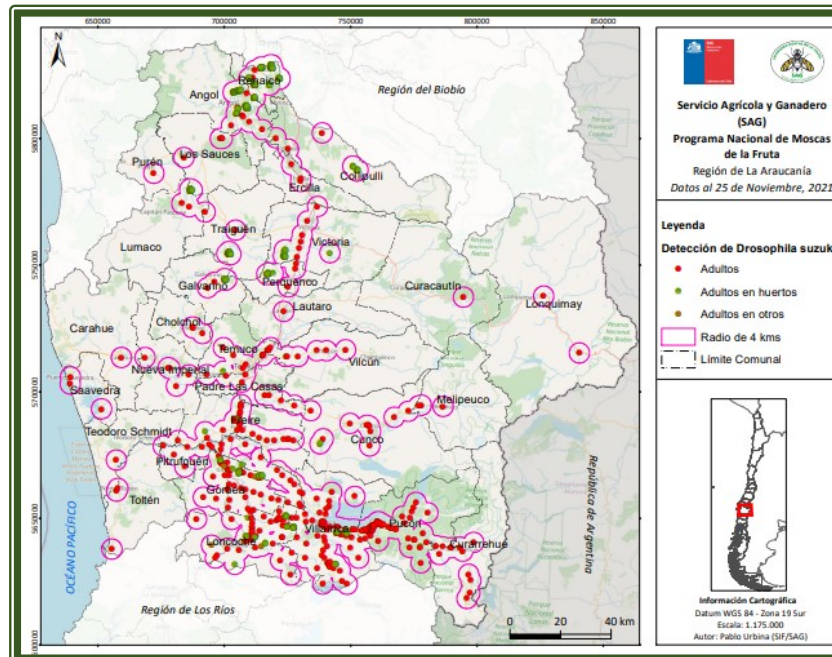 650000 700000 750000 800000 850000
N
Región del Biobío
Renaico
Angol
5800000
Los Sauces
Purén
Collipulli
Ercilla
Traiguén
Lumaco
Victoria
5750000
Perquenco
Galvarino
Curacautín
Lonquimay
Lautaro
Cholchol
Carahue
Temuco
Vilcún
Nueva Imperial
Padre Las Casas
5700000
Saavedra
Melipeuco
Freire
Teodoro Schmidt
Cunco
Pitrufquén
Gorbea
Toltén
5650000
Villarrica
Pucón
Loncoche
Curarrehue
OCÉANO PACÍFICO
República de Argentina
Región de Los Ríos
0 20 40 km
Servicio Agrícola y Ganadero
(SAG)
Programa Nacional de Moscas
de la Fruta
Región de La Araucanía
Datos al 25 de Noviembre, 2021
Leyenda
Detección de Drosophila suzuk
Adultos
Adultos en huertos
Adultos en otros
Radio de 4 kms
Límite Comunal
Información Cartográfica
Datum WGS 84 - Zona 19 Sur
Escala: 1.175.000
Autor: Pablo Urbina (SIF/SAG)